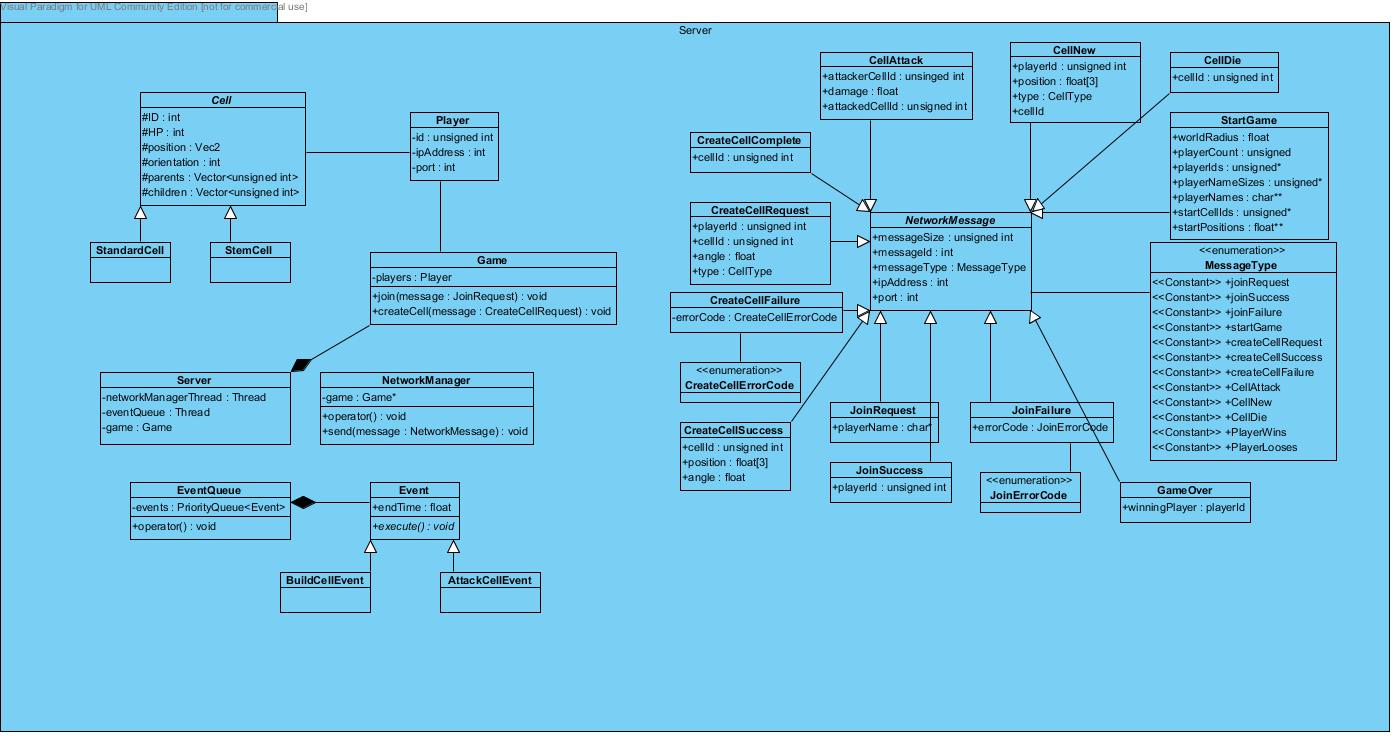 Visual Paradigm for UML Community Edition [not for commercial use]
Server
Cell
#ID : int
#HP : int
#position : Vec2
#orientation : int
#parents : Vector<unsigned int>
#children : Vector<unsigned int>
StandardCell
StemCell
Player
-id : unsigned int
-ipAddress : int
-port : int
Game
-players : Player
+join(message : JoinRequest) : void
+createCell(message : CreateCellRequest) : void
Server
-networkManagerThread : Thread
-eventQueue : Thread
-game : Game
NetworkManager
-game : Game*
+operator() : void
+send(message : NetworkMessage) : void
EventQueue
-events : PriorityQueue<Event>
+operator() : void
Event
+endTime : float
+execute() : void
BuildCellEvent
AttackCellEvent
CellAttack
+attackerCellId : unsinged int
+damage : float
+attackedCellId : unsigned int
CellNew
+playerId : unsigned int
+position : float[3]
+type : CellType
+cellId
CellDie
+cellId : unsigned int
CreateCellComplete
+cellId : unsigned int
StartGame
+worldRadius : float
+playerCount : unsigned
+playerIds : unsigned*
+playerNameSizes : unsigned*
+playerNames : char**
+startCellIds : unsigned*
+startPositions : float**
CreateCellRequest
+playerId : unsigned int
+cellId : unsigned int
+angle : float
+type : CellType
NetworkMessage
+messageSize : unsigned int
+messageId : int
+messageType : MessageType
+ipAddress : int
+port : int
<<enumeration>>
MessageType
<<Constant>> +joinRequest
<<Constant>> +joinSuccess
<<Constant>> +joinFailure
<<Constant>> +startGame
<<Constant>> +createCellRequest
<<Constant>> +createCellSuccess
<<Constant>> +createCellFailure
<<Constant>> +CellAttack
<<Constant>> +CellNew
<<Constant>> +CellDie
<<Constant>> +PlayerWins
<<Constant>> +PlayerLooses
CreateCellFailure
-errorCode : CreateCellErrorCode
<<enumeration>>
CreateCellErrorCode
CreateCellSuccess
+cellId : unsigned int
+position : float[3]
+angle : float
JoinRequest
+playerName : char*
JoinSuccess
+playerId : unsigned int
JoinFailure
+errorCode : JoinErrorCode
<<enumeration>>
JoinErrorCode
GameOver
+winningPlayer : playerId